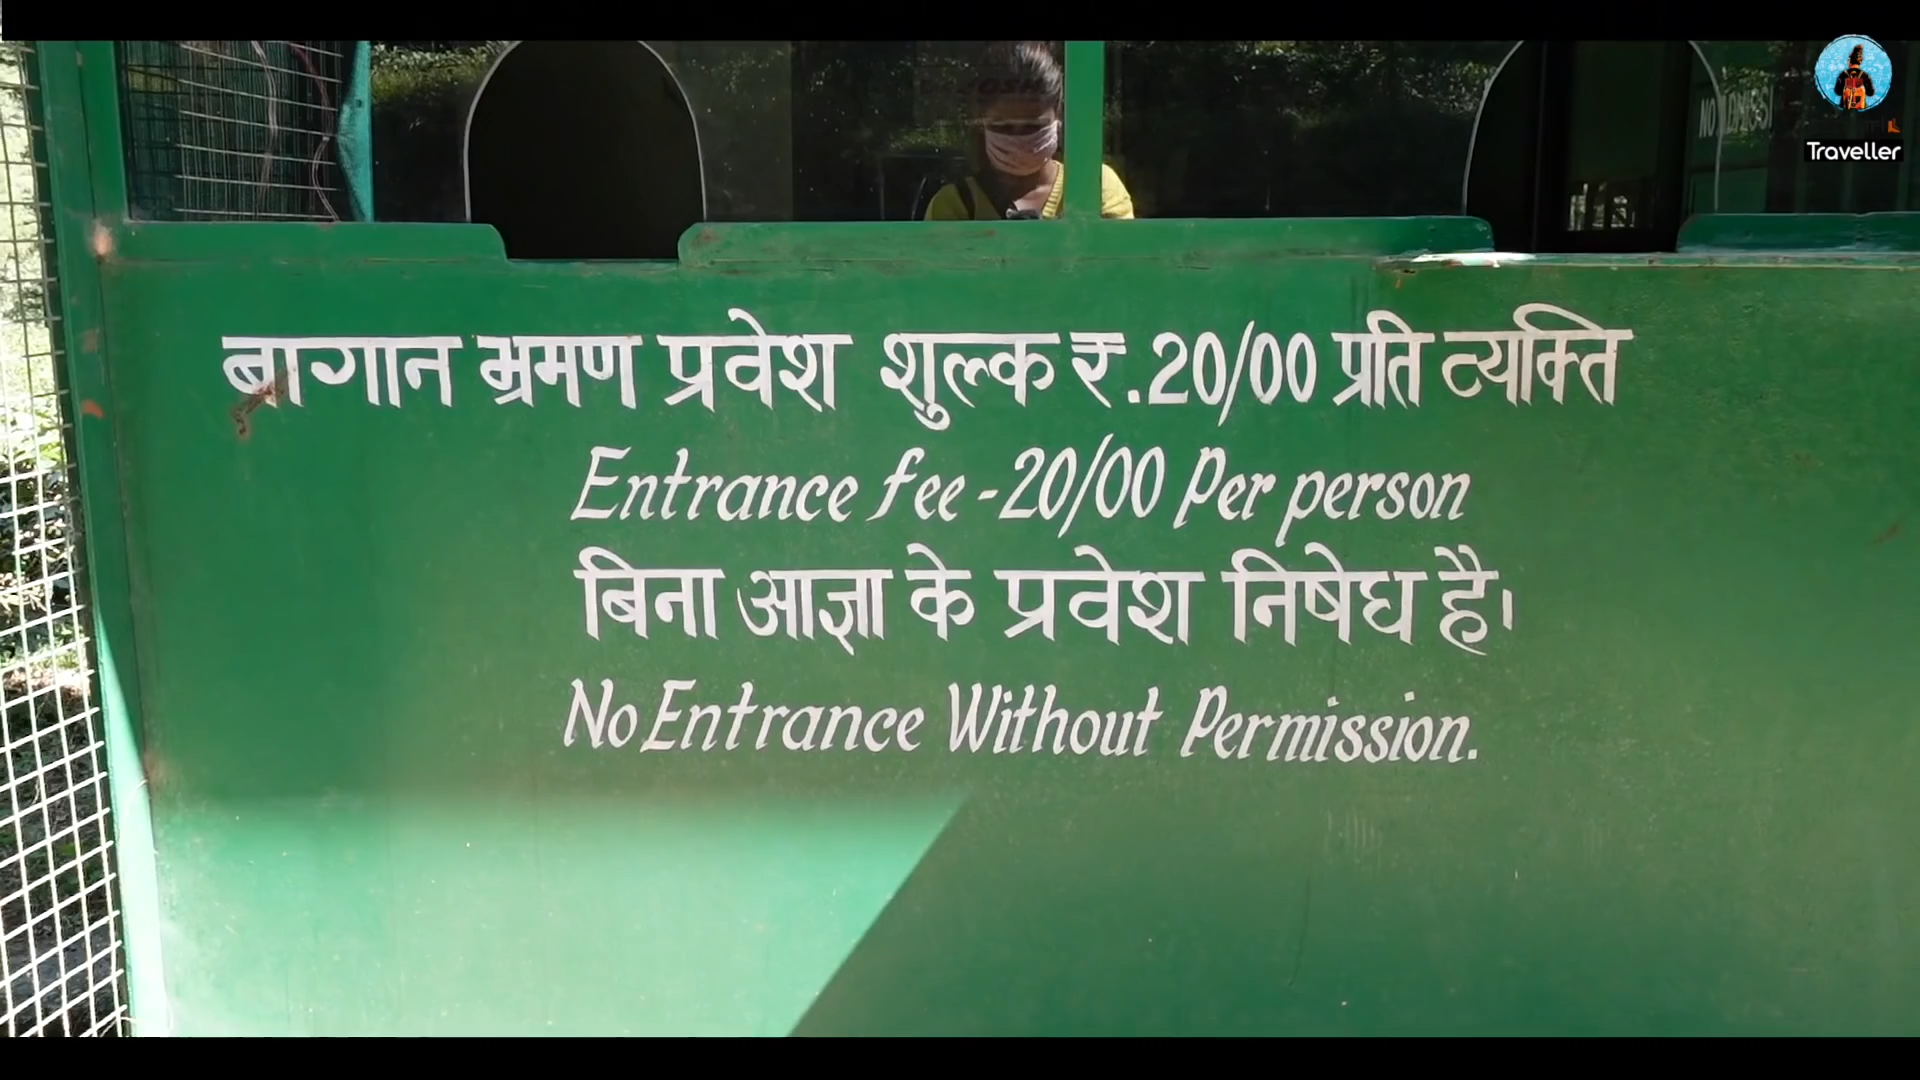 Traveller
बागान भ्रमण प्रवेश शुल्क ₹.20/00 प्रति व्यक्ति
Entrance fee -20/00 Per person
बिना आज्ञा के प्रवेश निषेध है।
No Entrance Without Permission.